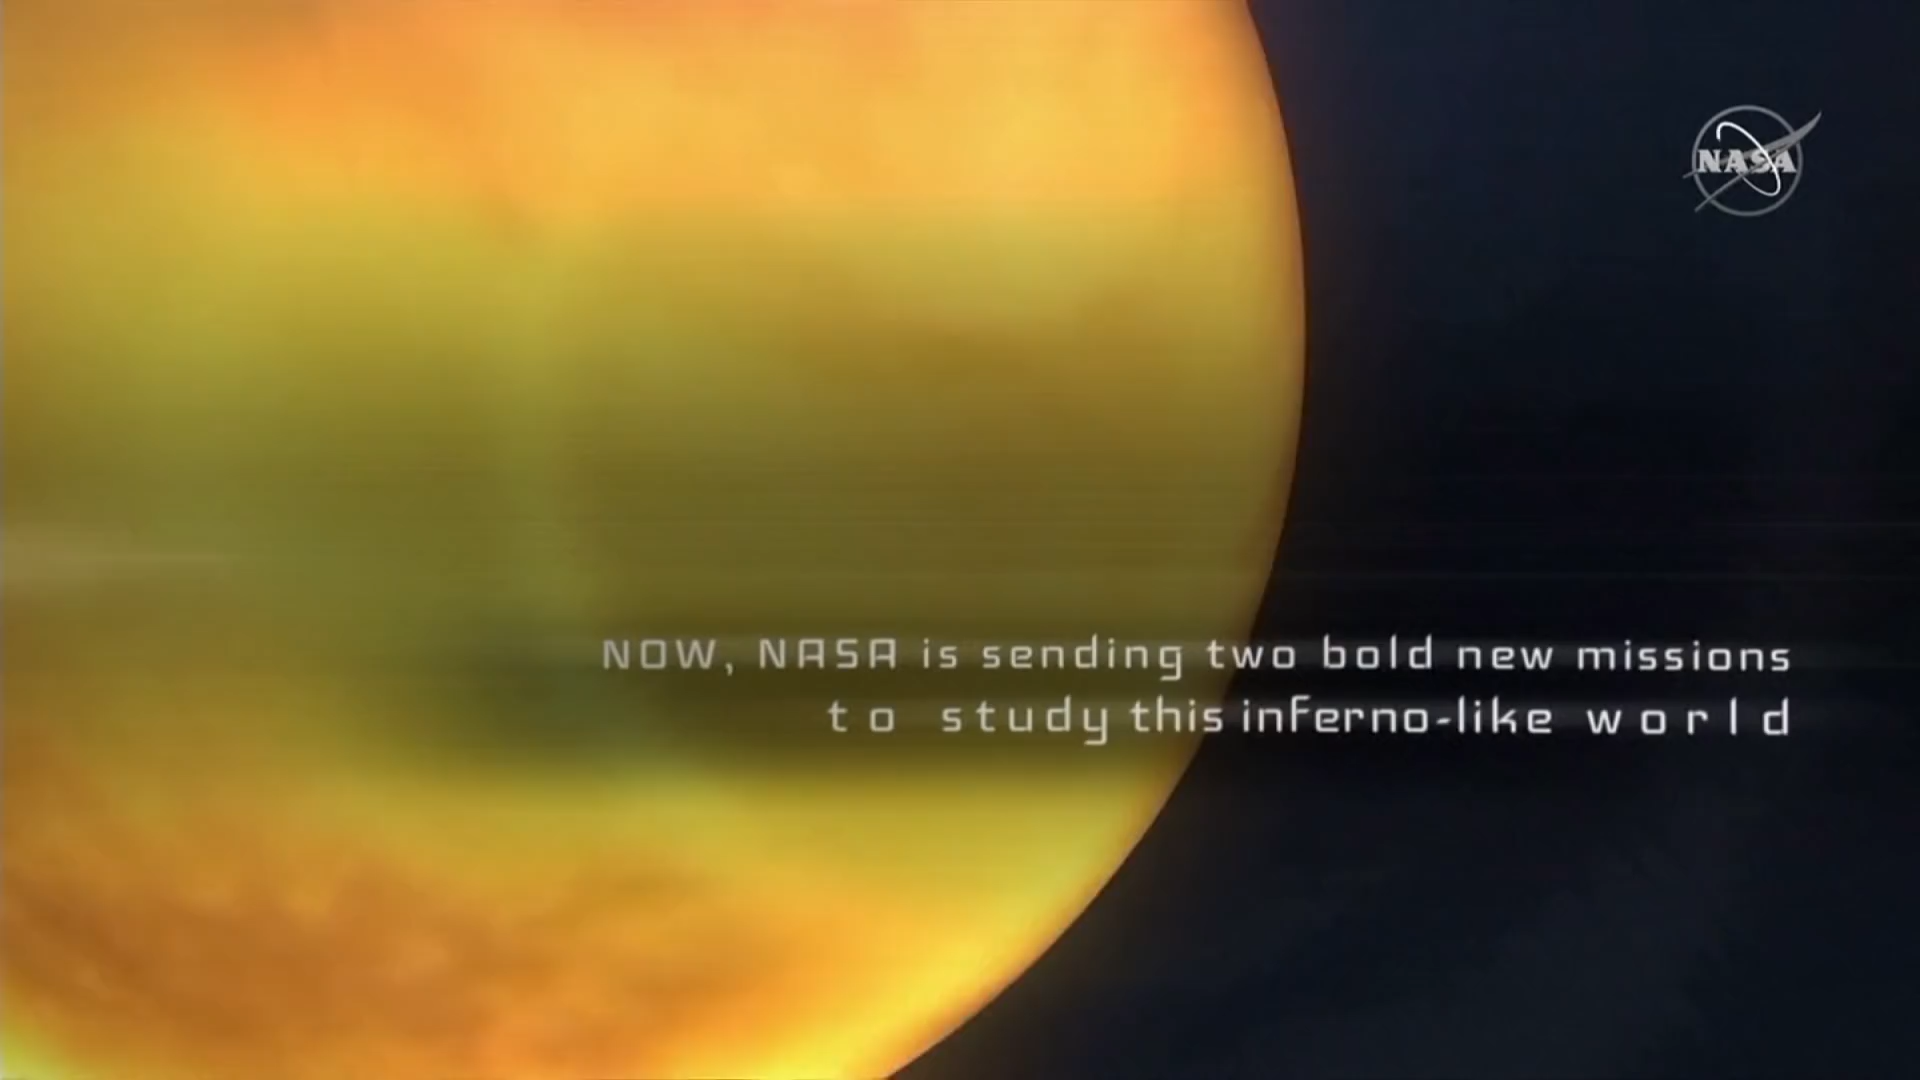 NASA
NOW, NASA is sending two bold new missions
to study this inferno-like world